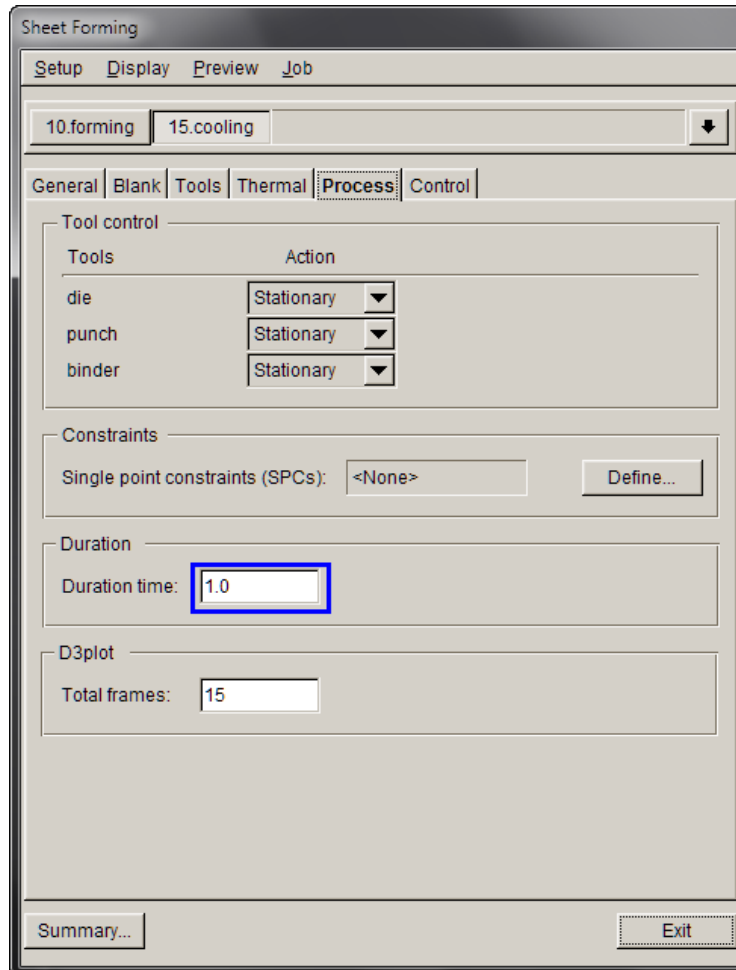 Sheet Forming
Setup Display Preview Job
10.forming 15.cooling
General Blank Tools Thermal Process Control
Tool control
Tools Action
die Stationary
punch Stationary
binder Stationary
Constraints
Single point constraints (SPCs): <None> Define...
Duration
Duration time: 1.0
D3plot
Total frames: 15
Summary... Exit